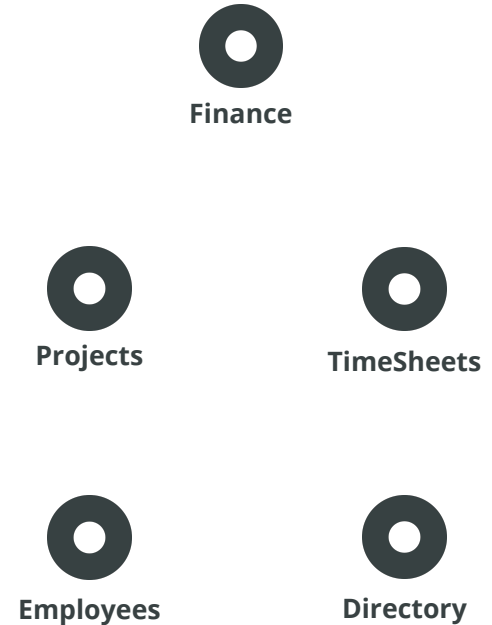 Finance
Projects
TimeSheets
Employees
Directory